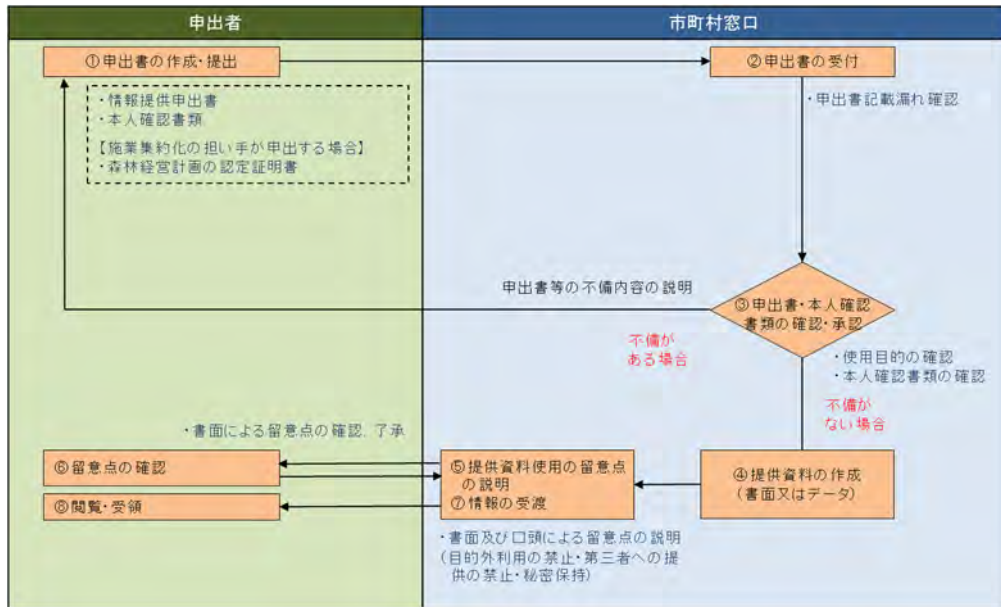 申出者
市町村窓口
①申出書の作成・提出
②申出書の受付
・情報提供申出書
・本人確認書類
【施業集約化の担い手が申出する場合】
・森林経営計画の認定証明書
・申出書記載漏れ確認
申出書等の不備内容の説明
③申出書・本人確認
書類の確認・承認
不備が
ある場合
・使用目的の確認
・本人確認書類の確認
不備が
ない場合
・書面による留意点の確認、了承
⑥留意点の確認
⑤提供資料使用の留意点
の説明
⑦情報の受渡
④提供資料の作成
(書面又はデータ)
⑧閲覧・受領
・書面及び口頭による留意点の説明
(目的外利用の禁止・第三者への提
供の禁止・秘密保持)